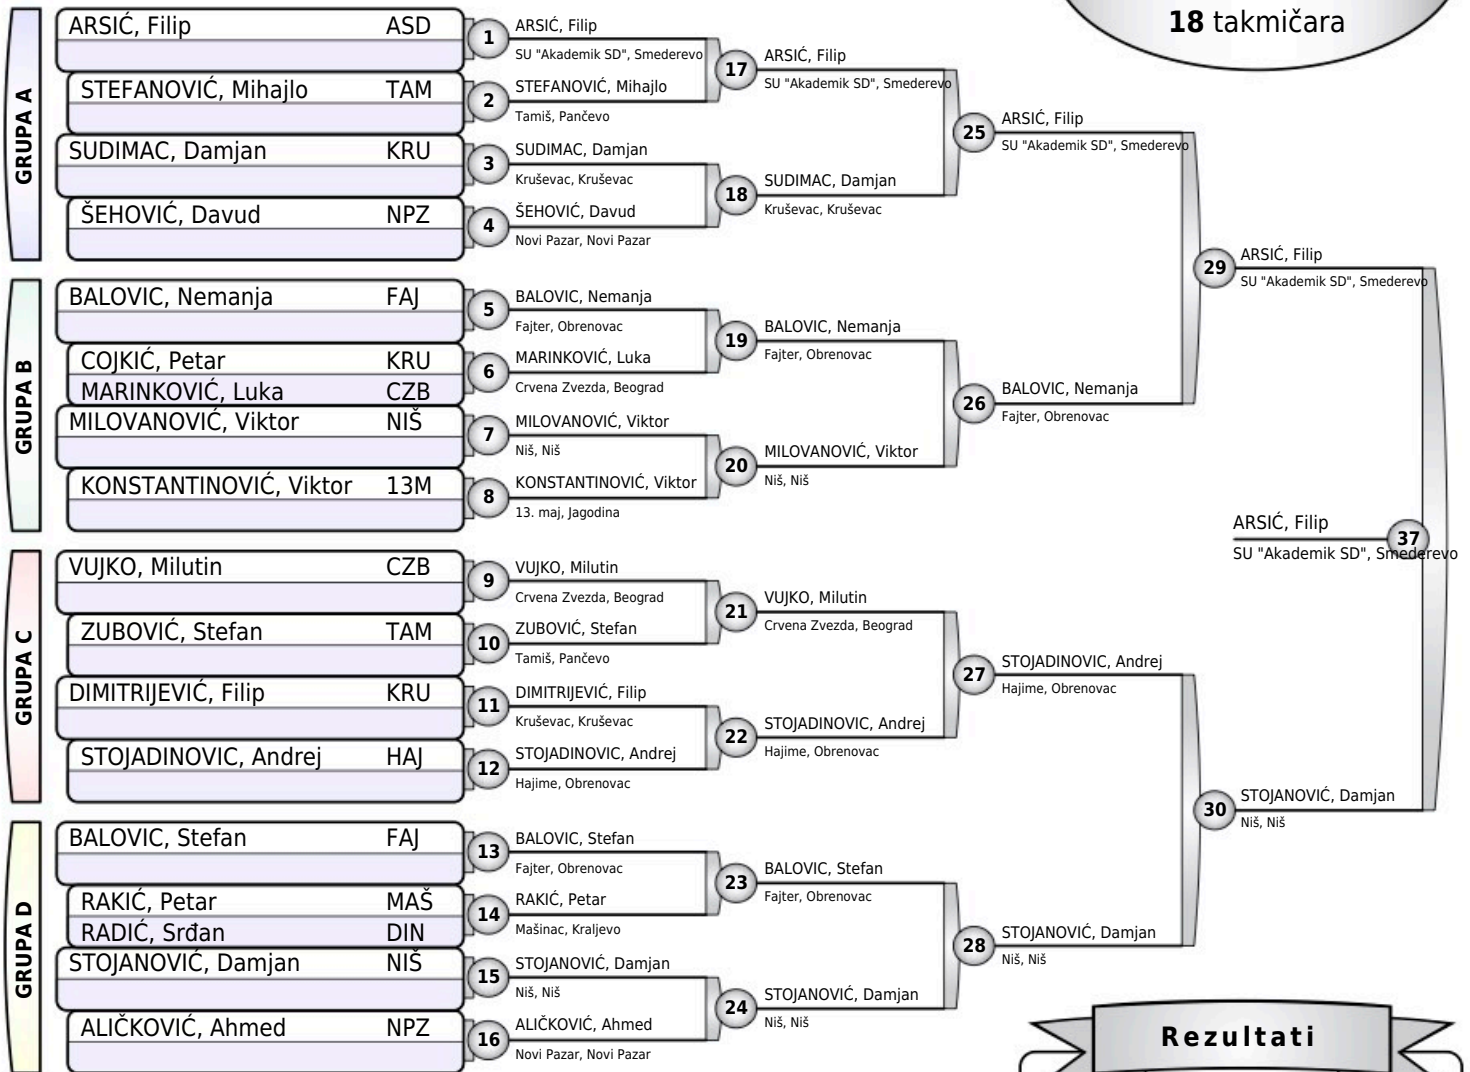 18 takmičara
GRUPA A
ARSIĆ, Filip ASD
STEFANOVIĆ, Mihajlo TAM
SUDIMAC, Damjan KRU
ŠEHOVIĆ, Davud NPZ
GRUPA B
BALOVIC, Nemanja FAJ
COJKIĆ, Petar KRU
MARINKOVIĆ, Luka CZB
MILOVANOVIĆ, Viktor NIŠ
KONSTANTINOVIĆ, Viktor 13M
GRUPA C
VUJKO, Milutin CZB
ZUBOVIĆ, Stefan TAM
DIMITRIJEVIĆ, Filip KRU
STOJADINOVIC, Andrej HAJ
GRUPA D
BALOVIC, Stefan FAJ
RAKIĆ, Petar MAŠ
RADIĆ, Srđan DIN
STOJANOVIĆ, Damjan NIŠ
ALIČKOVIĆ, Ahmed NPZ
1
ARSIĆ, Filip
SU "Akademik SD", Smederevo
2
STEFANOVIĆ, Mihajlo
Tamiš, Pančevo
3
SUDIMAC, Damjan
Kruševac, Kruševac
4
ŠEHOVIĆ, Davud
Novi Pazar, Novi Pazar
5
BALOVIC, Nemanja
Fajter, Obrenovac
6
MARINKOVIĆ, Luka
Crvena Zvezda, Beograd
7
MILOVANOVIĆ, Viktor
Niš, Niš
8
KONSTANTINOVIĆ, Viktor
13. maj, Jagodina
9
VUJKO, Milutin
Crvena Zvezda, Beograd
10
ZUBOVIĆ, Stefan
Tamiš, Pančevo
11
DIMITRIJEVIĆ, Filip
Kruševac, Kruševac
12
STOJADINOVIC, Andrej
Hajime, Obrenovac
13
BALOVIC, Stefan
Fajter, Obrenovac
14
RAKIĆ, Petar
Mašinac, Kraljevo
15
STOJANOVIĆ, Damjan
Niš, Niš
16
ALIČKOVIĆ, Ahmed
Novi Pazar, Novi Pazar
17
ARSIĆ, Filip
SU "Akademik SD", Smederevo
18
SUDIMAC, Damjan
Kruševac, Kruševac
19
BALOVIC, Nemanja
Fajter, Obrenovac
20
MILOVANOVIĆ, Viktor
Niš, Niš
21
VUJKO, Milutin
Crvena Zvezda, Beograd
22
STOJADINOVIC, Andrej
Hajime, Obrenovac
23
BALOVIC, Stefan
Fajter, Obrenovac
24
STOJANOVIĆ, Damjan
Niš, Niš
25
ARSIĆ, Filip
SU "Akademik SD", Smederevo
26
BALOVIC, Nemanja
Fajter, Obrenovac
27
STOJADINOVIC, Andrej
Hajime, Obrenovac
28
STOJANOVIĆ, Damjan
Niš, Niš
29
ARSIĆ, Filip
SU "Akademik SD", Smederevo
30
STOJANOVIĆ, Damjan
Niš, Niš
37
ARSIĆ, Filip
SU "Akademik SD", Smederevo
Rezultati